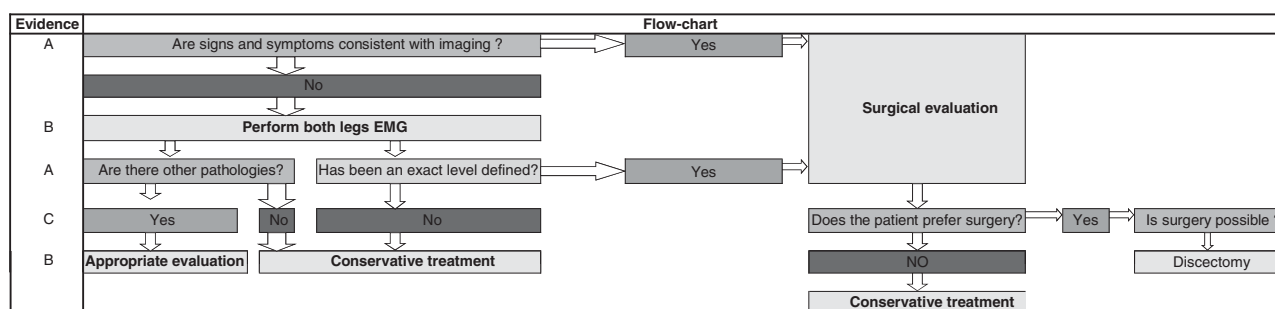 Evidence Flow-chart
A Are signs and symptoms consistent with imaging ? Yes
No
Surgical evaluation
B Perform both legs EMG
A Are there other pathologies? Has been an exact level defined? Yes
C Yes No No Does the patient prefer surgery? Yes Is surgery possible ?
B Appropriate evaluation Conservative treatment NO Discectomy
Conservative treatment